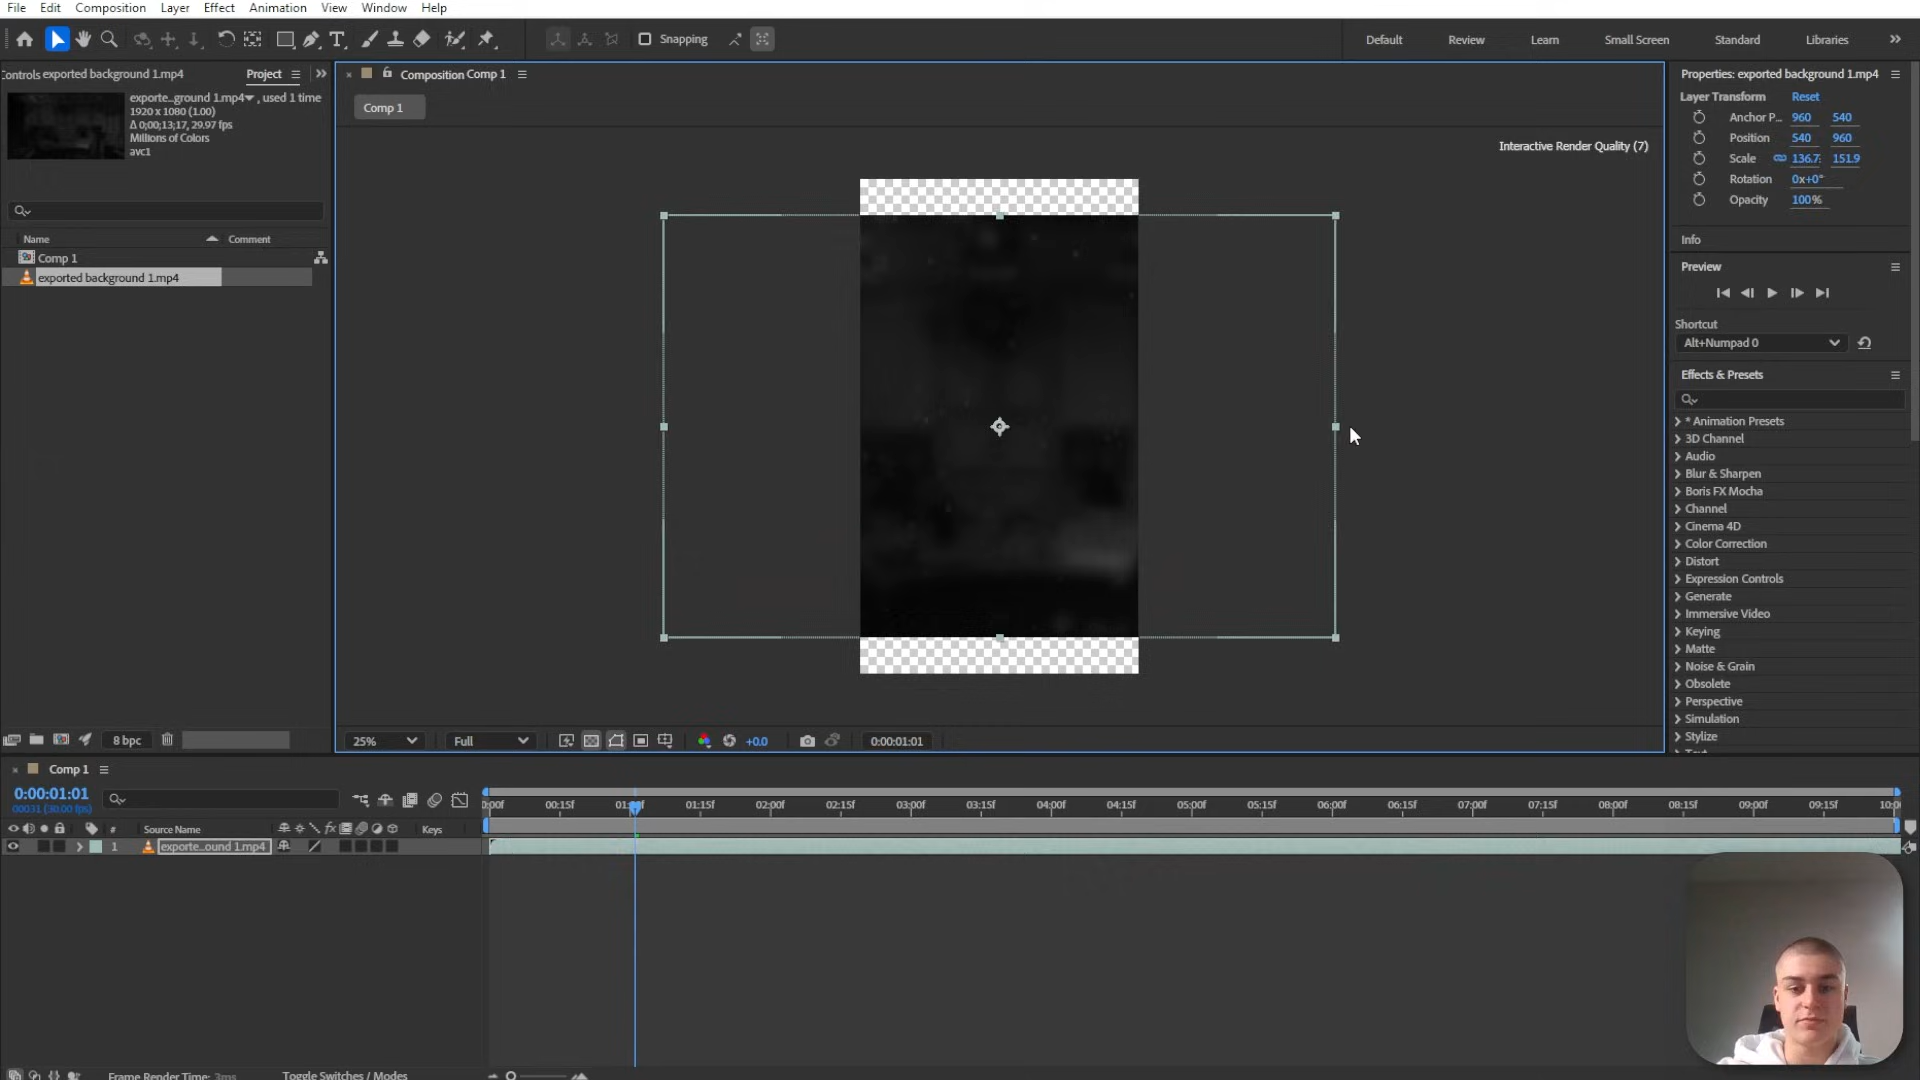 File Edit Composition Layer Effect Animation View Window Help
Snapping
Default Review Learn Small Screen Standard Libraries
Controls exported background 1.mp4 Project
exporte...ground 1.mp4 , used 1 time
1920 x 1080 (1.00)
Δ 0;00;13;17, 29.97 fps
Millions of Colors
avc1
Name Comment
Comp 1
exported background 1.mp4
8 bpc
Composition Comp 1
Comp 1
Interactive Render Quality (7)
25% Full +0.0 0:00:01:01
Properties: exported background 1.mp4
Layer Transform Reset
Anchor P... 960 540
Position 540 960
Scale 136.7 151.9
Rotation 0x+0°
Opacity 100%
Info
Preview
Shortcut
Alt+Numpad 0
Effects & Presets
* Animation Presets
3D Channel
Audio
Blur & Sharpen
Boris FX Mocha
Channel
Cinema 4D
Color Correction
Distort
Expression Controls
Generate
Immersive Video
Keying
Matte
Noise & Grain
Obsolete
Perspective
Simulation
Stylize
Comp 1
0:00:01:01
00031 (30.00 fps)
0:00f 00:15f 01:00f 01:15f 02:00f 02:15f 03:00f 03:15f 04:00f 04:15f 05:00f 05:15f 06:00f 06:15f 07:00f 07:15f 08:00f 08:15f 09:00f 09:15f 10:0
# Source Name fx Keys
1 exporte...ound 1.mp4
Frame Render Time: 3ms Toggle Switches / Modes